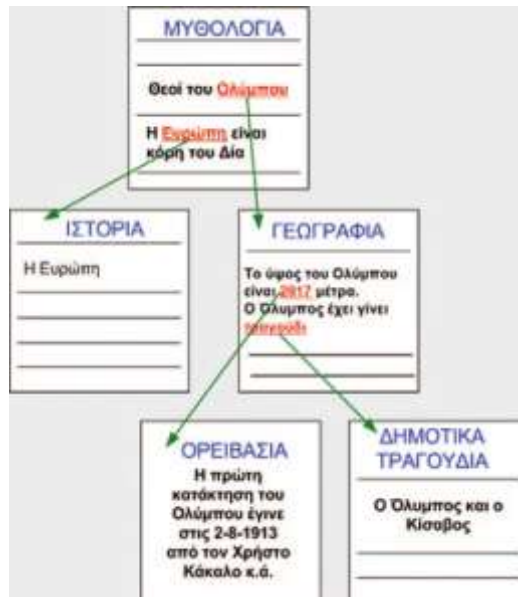 ΜΥΘΟΛΟΓΙΑ
Θεοί του Ολύμπου
Η Ευρώπη είναι
κόρη του Δία
ΙΣΤΟΡΙΑ
Η Ευρώπη
ΓΕΩΓΡΑΦΙΑ
Το ύψος του Ολύμπου
είναι 2917 μέτρα.
Ο Όλυμπος έχει γίνει
τραγούδι
ΟΡΕΙΒΑΣΙΑ
Η πρώτη
κατάκτηση του
Ολύμπου έγινε
στις 2-8-1913
από τον Χρήστο
Κάκαλο κ.ά.
ΔΗΜΟΤΙΚΑ
ΤΡΑΓΟΥΔΙΑ
Ο Όλυμπος και ο
Κίσαβος